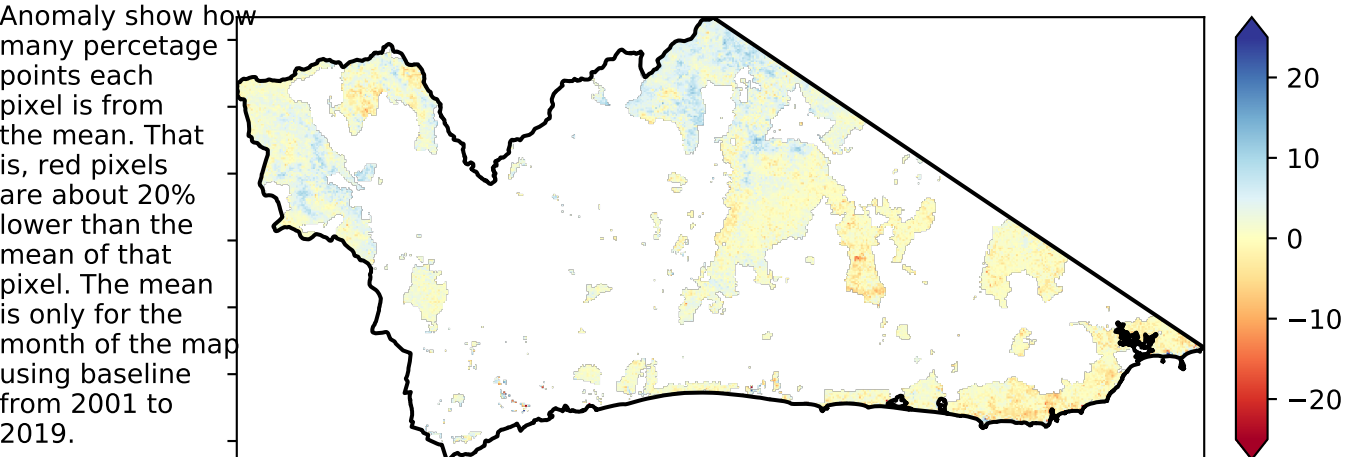 Anomaly show how
many percetage
points each
pixel is from
the mean. That
is, red pixels
are about 20%
lower than the
mean of that
pixel. The mean
is only for the
month of the map
using baseline
from 2001 to
2019.
20
10
0
−10
−20